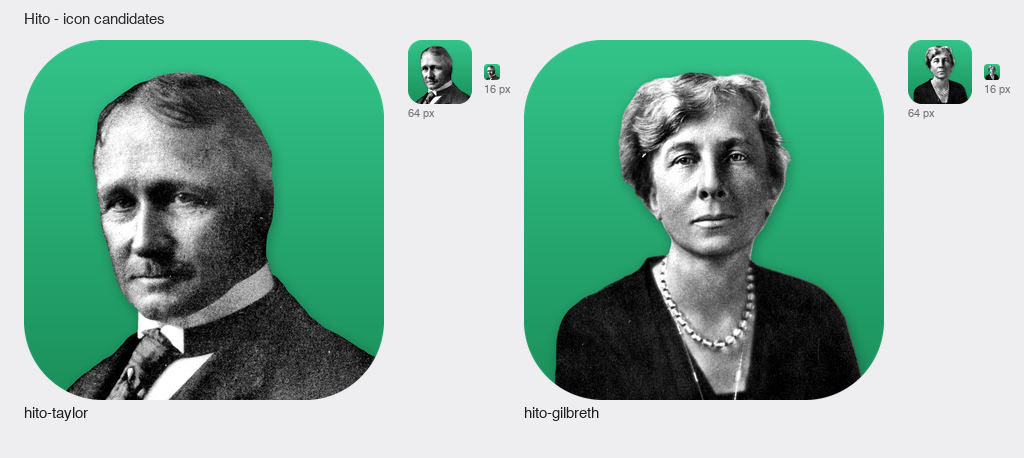 Hito - icon candidates
64 px
16 px
64 px
16 px
hito-taylor
hito-gilbreth